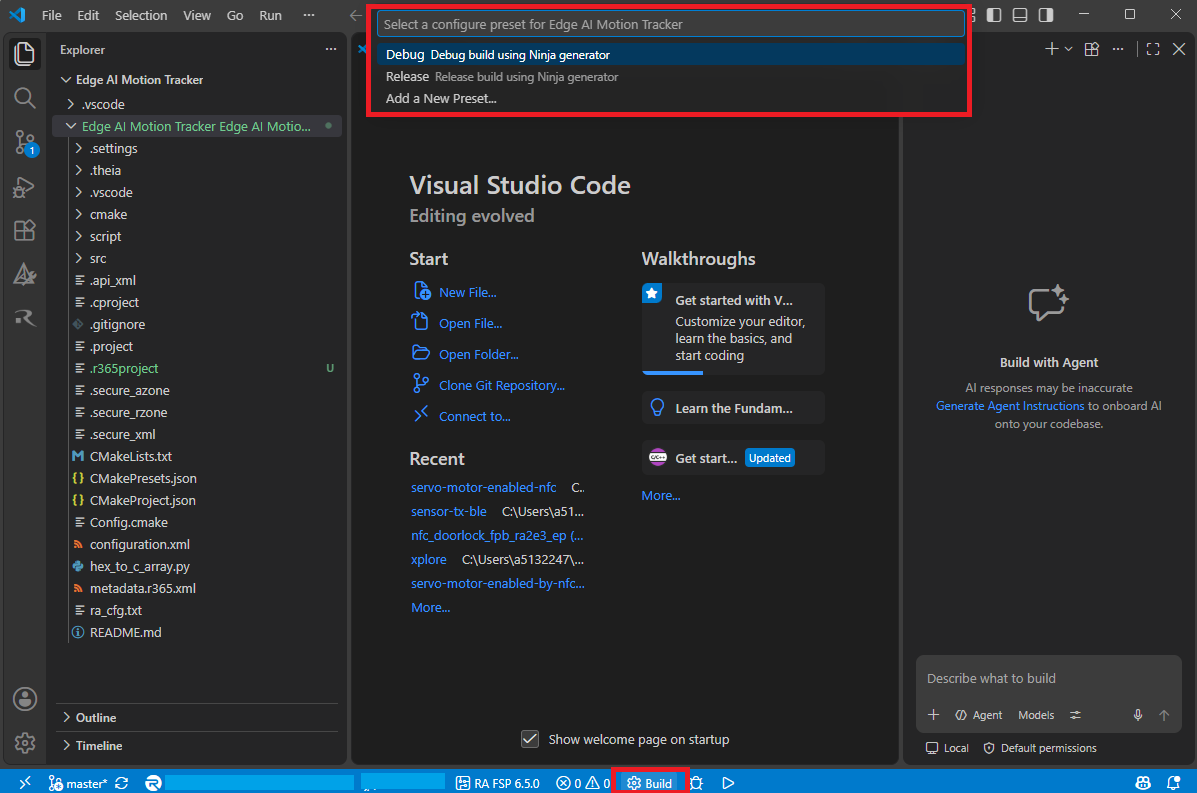 File Edit Selection View Go Run ···
Select a configure preset for Edge AI Motion Tracker
Debug Debug build using Ninja generator
Release Release build using Ninja generator
Add a New Preset...
Explorer
Edge AI Motion Tracker
.vscode
Edge AI Motion Tracker Edge AI Motio...
.settings
.theia
.vscode
cmake
script
src
.api_xml
.cproject
.gitignore
.project
.r365project U
.secure_azone
.secure_rzone
.secure_xml
CMakeLists.txt
CMakePresets.json
CMakeProject.json
Config.cmake
configuration.xml
hex_to_c_array.py
metadata.r365.xml
ra_cfg.txt
README.md
Outline
Timeline
Visual Studio Code
Editing evolved
Start
New File...
Open File...
Open Folder...
Clone Git Repository...
Connect to...
Recent
servo-motor-enabled-nfc C..
sensor-tx-ble C:\Users\a51...
nfc_doorlock_fpb_ra2e3_ep (...
xplore C:\Users\a5132247\...
servo-motor-enabled-by-nfc...
More...
Walkthroughs
Get started with V...
Customize your editor,
learn the basics, and
start coding
Learn the Fundam...
C/C++ Get start... Updated
More...
Show welcome page on startup
Build with Agent
AI responses may be inaccurate
Generate Agent Instructions to onboard AI
onto your codebase.
Describe what to build
Agent Models
Local Default permissions
1
master* RA FSP 6.5.0 0 0 Build